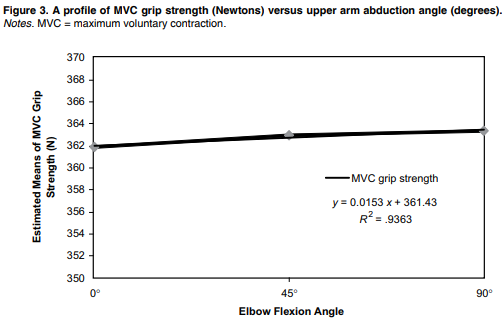 Figure 3. A profile of MVC grip strength (Newtons) versus upper arm abduction angle (degrees).
Notes. MVC = maximum voluntary contraction.
Estimated Means of MVC Grip
Strength (N)
370
368
366
364
362
360
358
356
354
352
350
MVC grip strength
y = 0.0153 x + 361.43
R² = .9363
0°
45°
90°
Elbow Flexion Angle